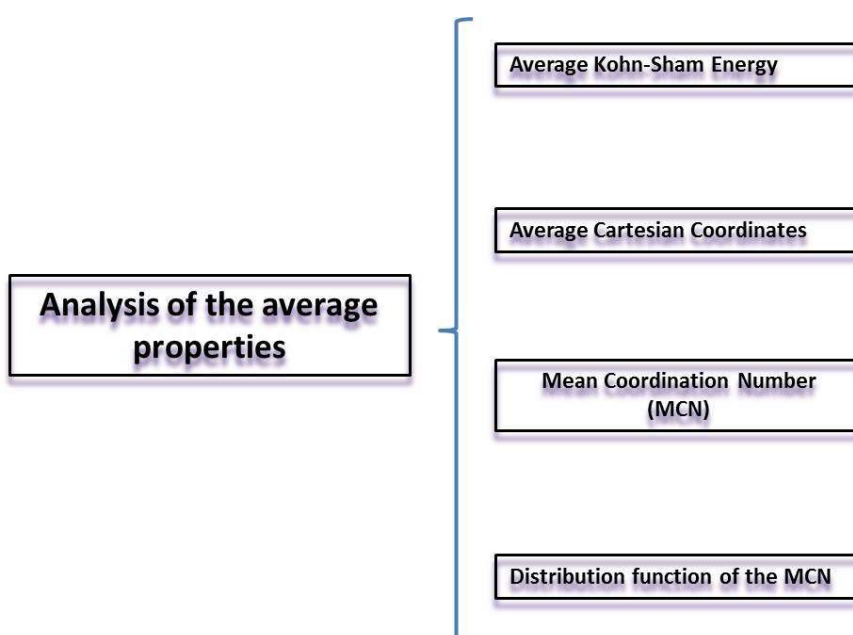 Average Kohn-Sham Energy
Average Cartesian Coordinates
Analysis of the average
properties
Mean Coordination Number
(MCN)
Distribution function of the MCN